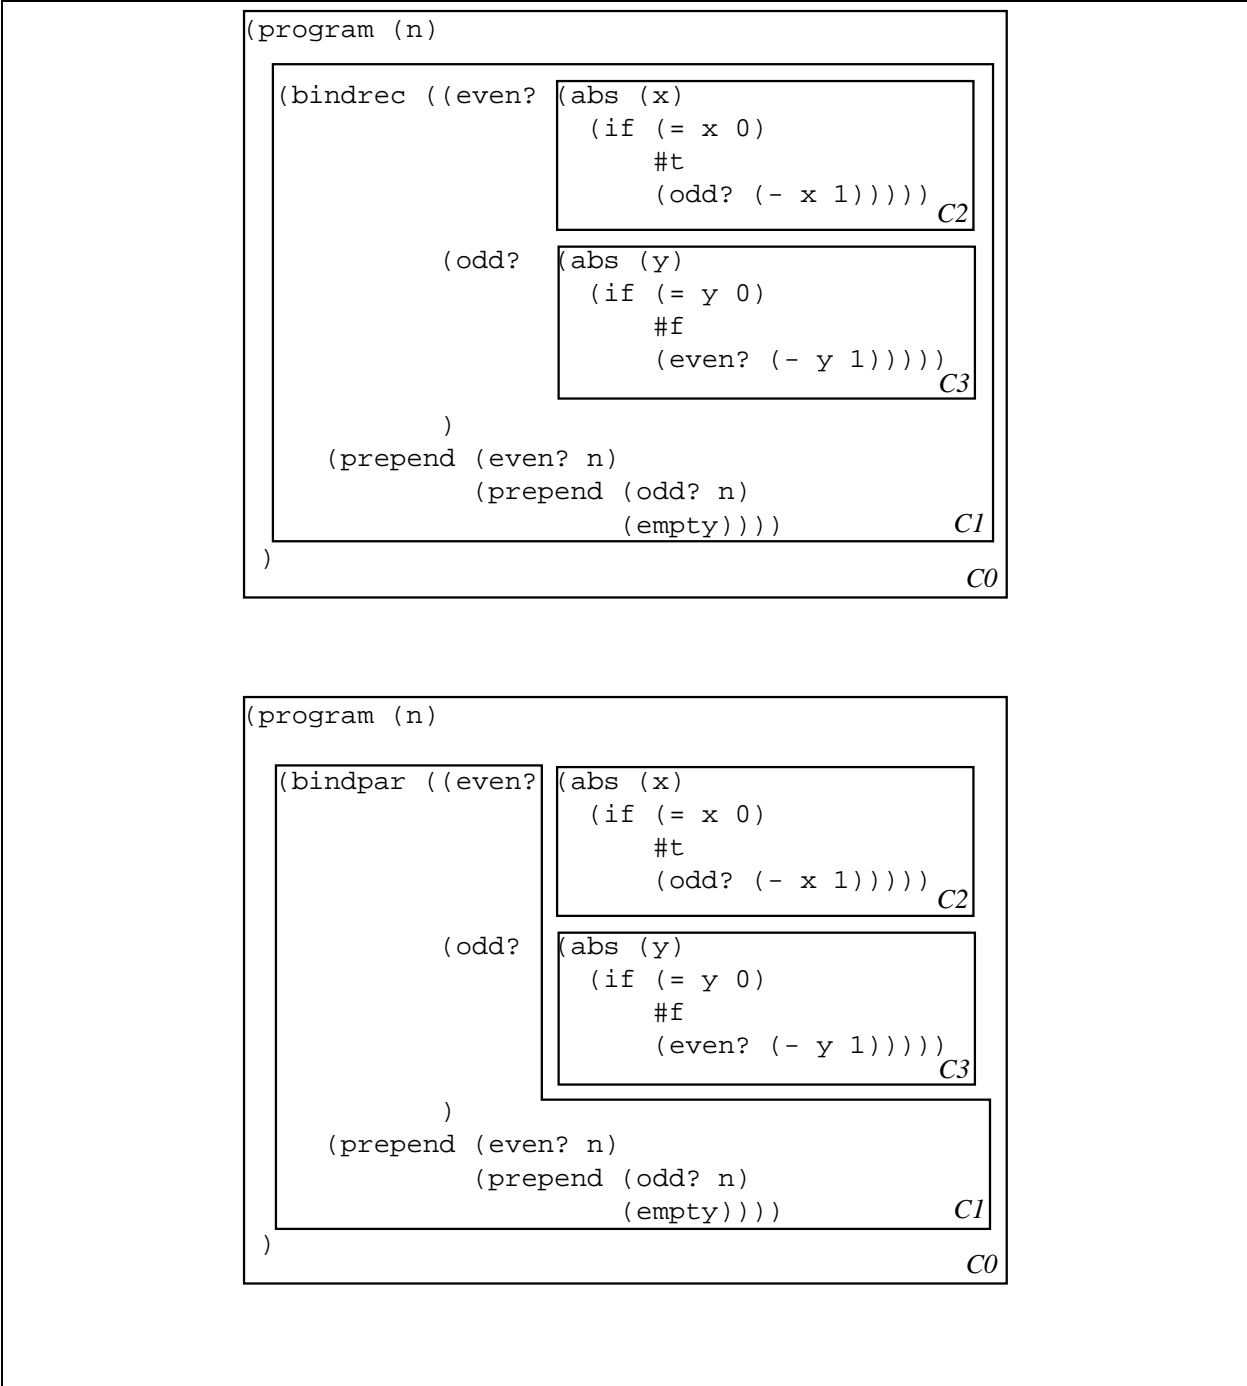 (program (n)
(bindrec ((even? (abs (x)
(if (= x 0)
#t
(odd? (- x 1)))))
C2
(odd? (abs (y)
(if (= y 0)
#f
(even? (- y 1)))))
C3
)
(prepend (even? n)
(prepend (odd? n)
(empty))))
C1
)
C0
(program (n)
(bindpar ((even? (abs (x)
(if (= x 0)
#t
(odd? (- x 1)))))
C2
(odd? (abs (y)
(if (= y 0)
#f
(even? (- y 1)))))
C3
)
(prepend (even? n)
(prepend (odd? n)
(empty))))
C1
)
C0